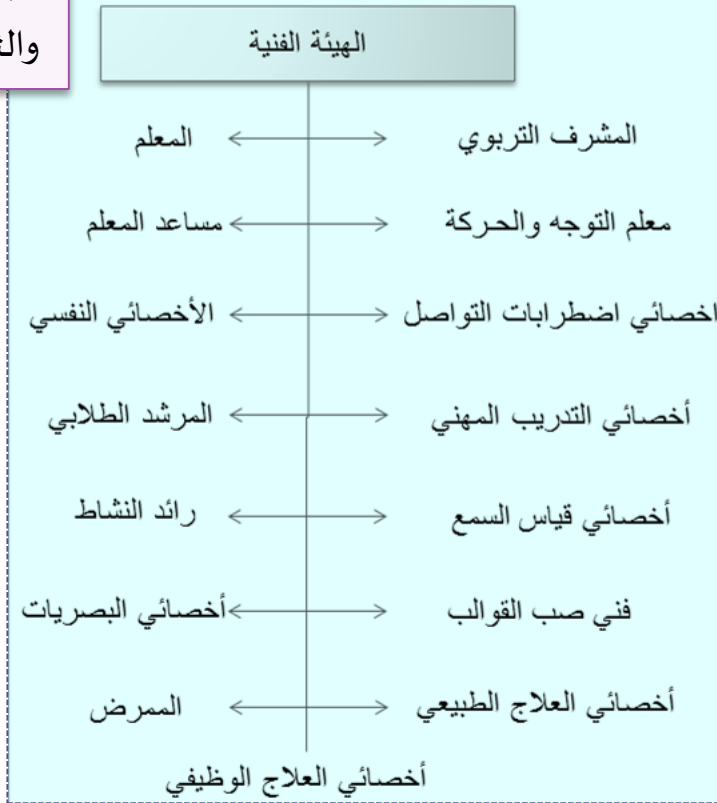 الهيئة الفنية
المشرف التربوي
المعلم
معلم التوجه والحركة
مساعد المعلم
اخصائي اضطرابات التواصل
الأخصائي النفسي
أخصائي التدريب المهني
المرشد الطلابي
أخصائي قياس السمع
رائد النشاط
فني صب القوالب
أخصائي البصريات
أخصائي العلاج الطبيعي
الممرض
أخصائي العلاج الوظيفي